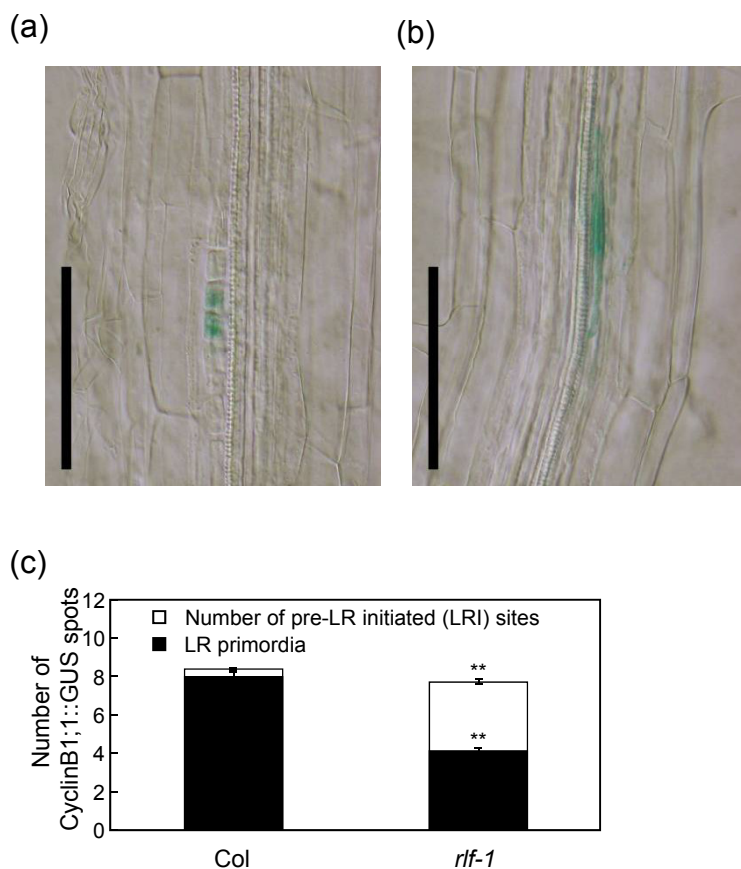 (a)
(b)
(c)
Number of
CyclinB1;1::GUS spots
12
10
8
6
4
2
0
Number of pre-LR initiated (LRI) sites
LR primordia
**
**
Col
rlf-1